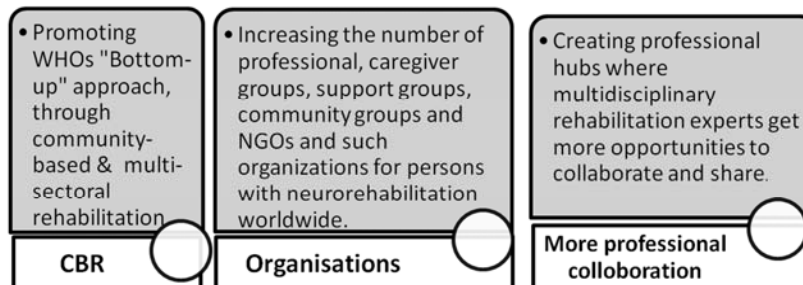 • Promoting
WHOs "Bottom-
up" approach,
through
community-
based & multi-
sectoral
rehabilitation
CBR
• Increasing the number of
professional, caregiver
groups, support groups,
community groups and
NGOs and such
organizations for persons
with neurorehabilitation
worldwide.
Organisations
• Creating professional
hubs where
multidisciplinary
rehabilitation experts get
more opportunities to
collaborate and share.
More professional
colloboration